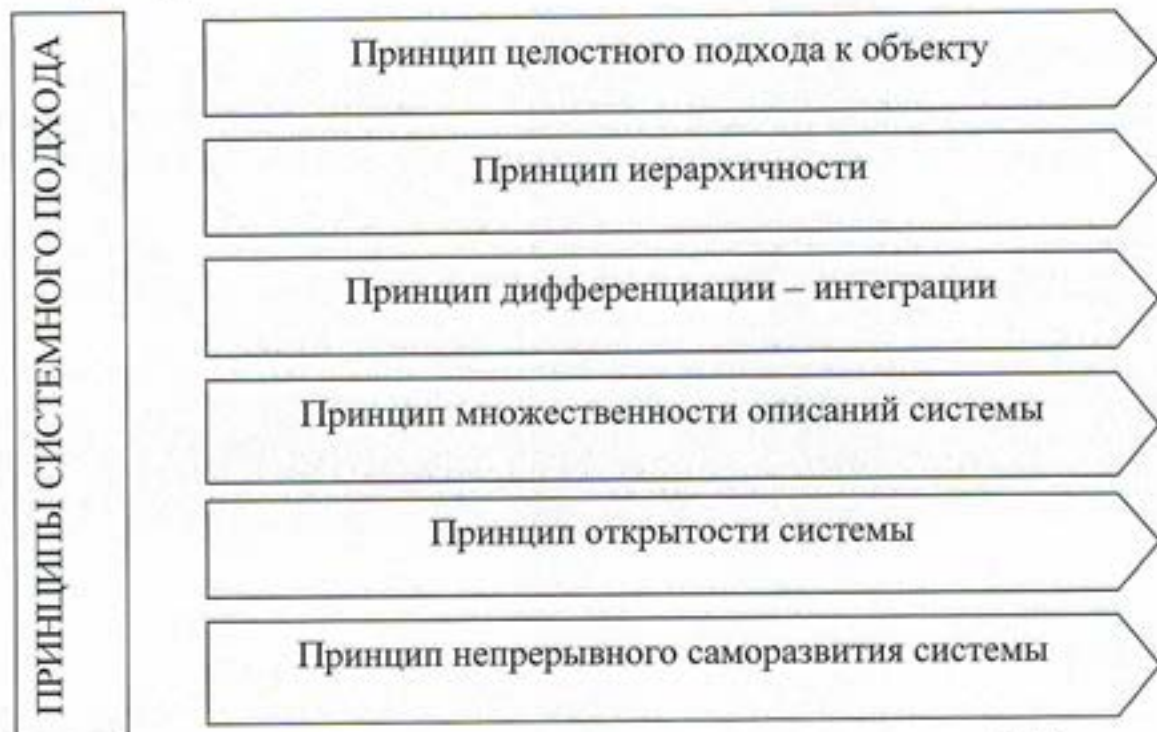 ПРИНЦИПЫ СИСТЕМНОГО ПОДХОДА
Принцип целостного подхода к объекту
Принцип иерархичности
Принцип дифференциации – интеграции
Принцип множественности описаний системы
Принцип открытости системы
Принцип непрерывного саморазвития системы